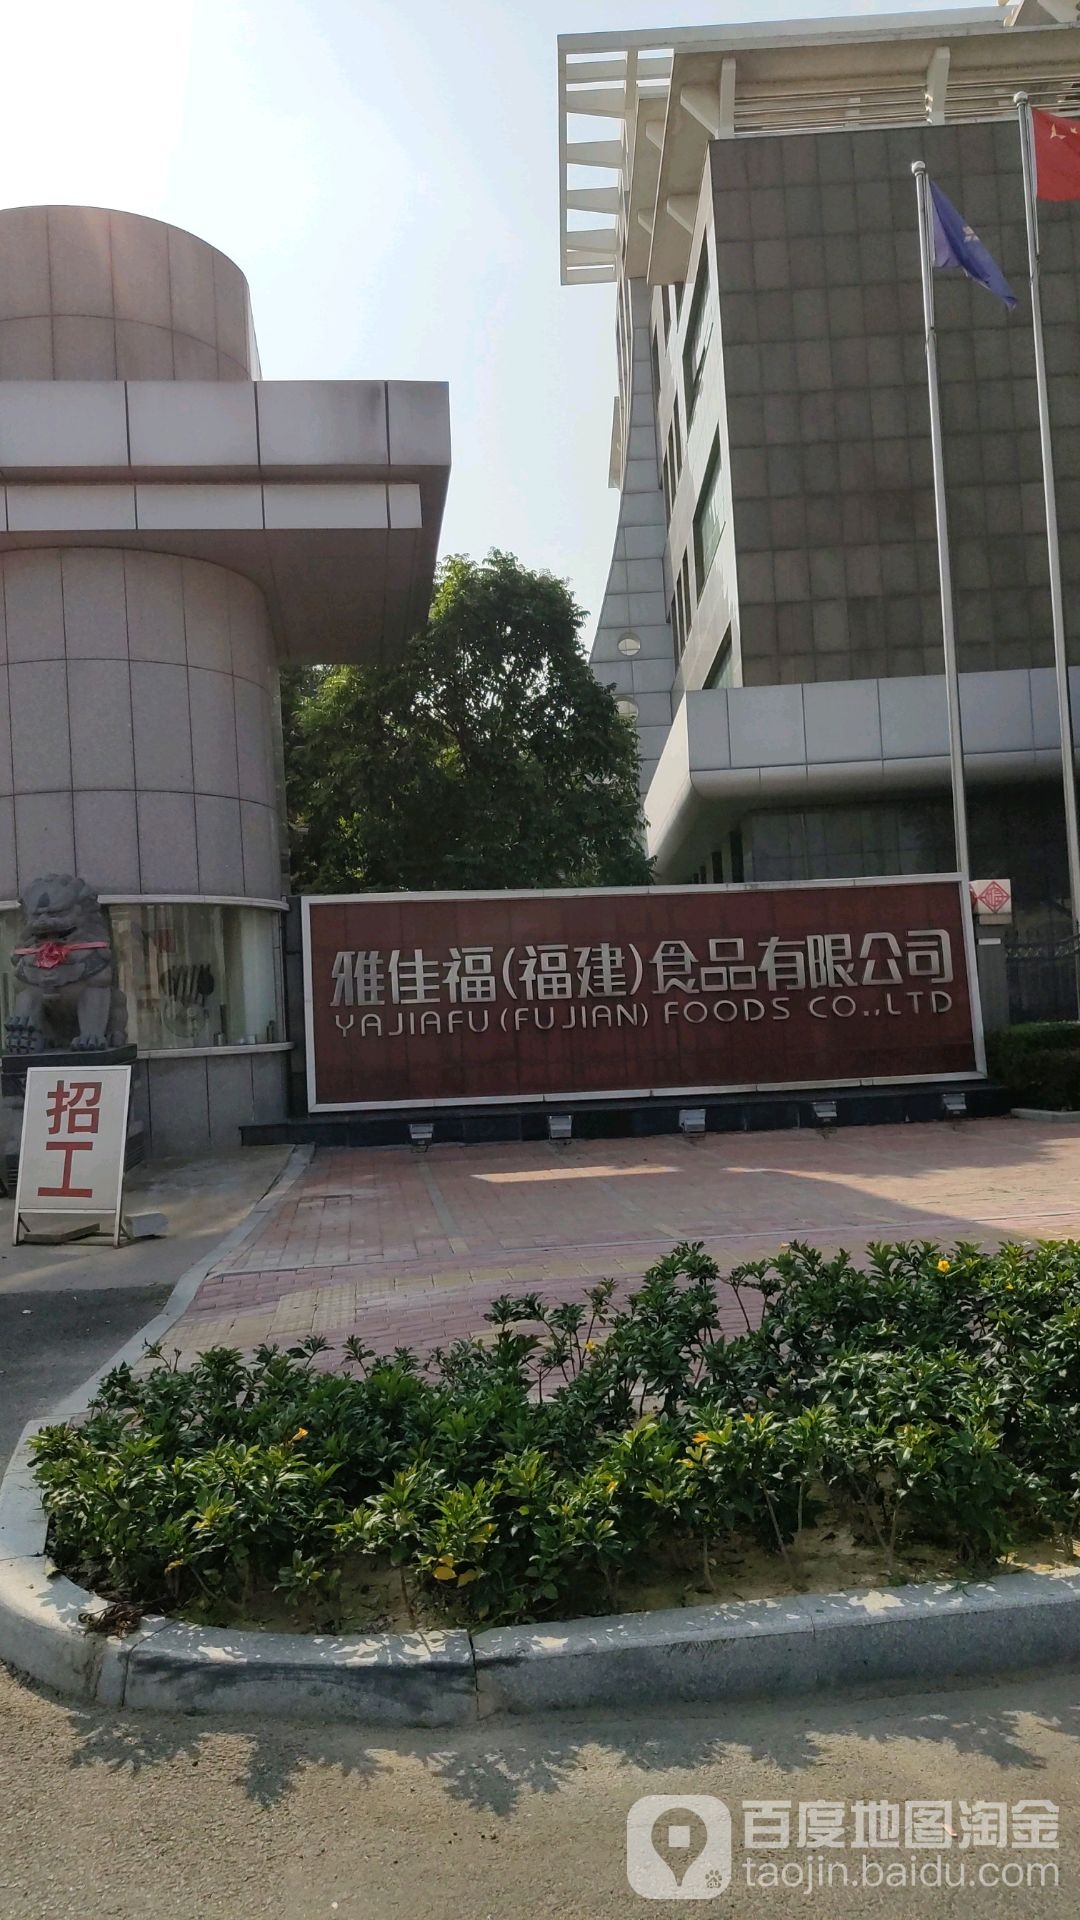 福
雅佳福(福建)食品有限公司
YAJIAFU(FUJIAN) FOODS CO.,LTD
招
工
百度地图淘金
taojin.baidu.com